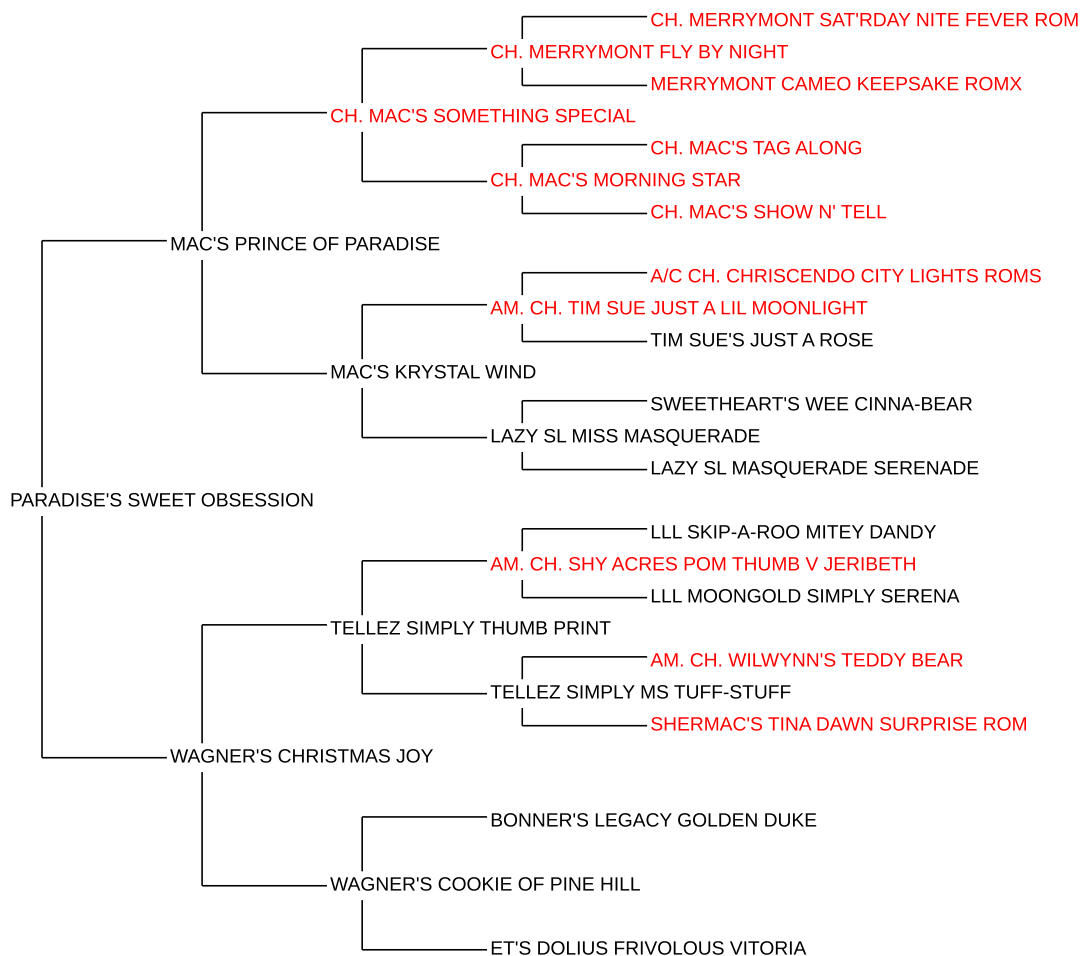 CH. MERRYMONT SAT'RDAY NITE FEVER ROM
CH. MERRYMONT FLY BY NIGHT
MERRYMONT CAMEO KEEPSAKE ROMX
CH. MAC'S SOMETHING SPECIAL
CH. MAC'S TAG ALONG
CH. MAC'S MORNING STAR
CH. MAC'S SHOW N' TELL
MAC'S PRINCE OF PARADISE
A/C CH. CHRISCENDO CITY LIGHTS ROMS
AM. CH. TIM SUE JUST A LIL MOONLIGHT
TIM SUE'S JUST A ROSE
MAC'S KRYSTAL WIND
SWEETHEART'S WEE CINNA-BEAR
LAZY SL MISS MASQUERADE
LAZY SL MASQUERADE SERENADE
PARADISE'S SWEET OBSESSION
LLL SKIP-A-ROO MITEY DANDY
AM. CH. SHY ACRES POM THUMB V JERIBETH
LLL MOONGOLD SIMPLY SERENA
TELLEZ SIMPLY THUMB PRINT
AM. CH. WILWYNN'S TEDDY BEAR
TELLEZ SIMPLY MS TUFF-STUFF
SHERMAC'S TINA DAWN SURPRISE ROM
WAGNER'S CHRISTMAS JOY
BONNER'S LEGACY GOLDEN DUKE
WAGNER'S COOKIE OF PINE HILL
ET'S DOLIUS FRIVOLOUS VITORIA